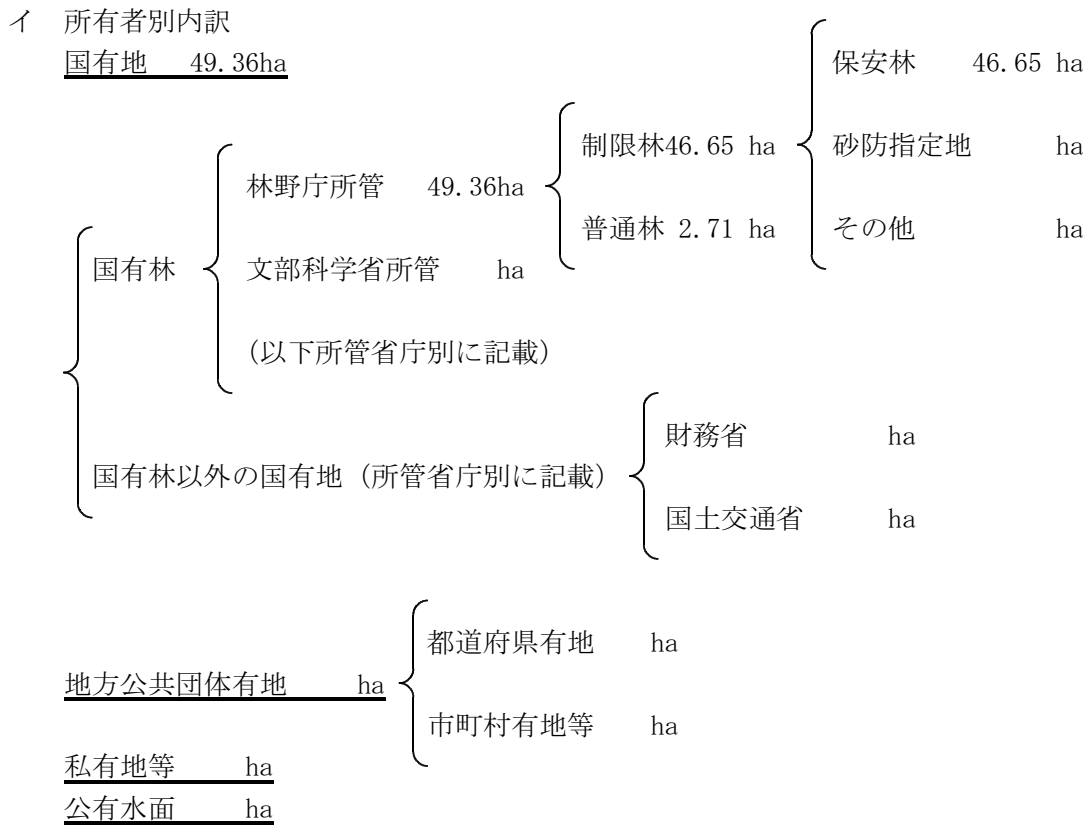 イ 所有者別内訳
国有地 49.36ha
保安林 46.65 ha
制限林46.65 ha
砂防指定地 ha
林野庁所管 49.36ha
普通林 2.71 ha
その他 ha
国有林
文部科学省所管 ha
(以下所管省庁別に記載)
財務省 ha
国有林以外の国有地(所管省庁別に記載)
国土交通省 ha
都道府県有地 ha
地方公共団体有地 ha
市町村有地等 ha
私有地等 ha
公有水面 ha